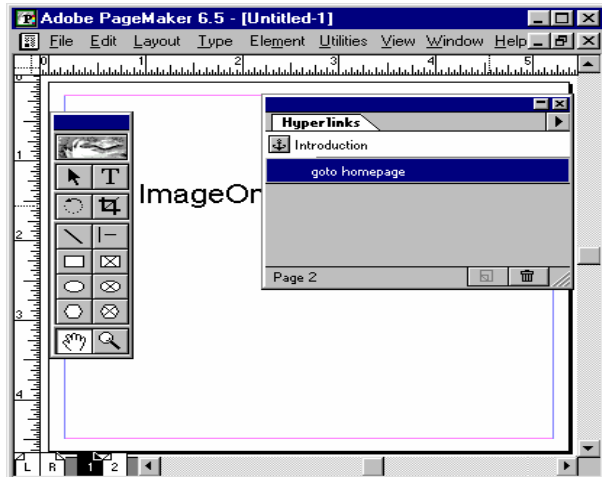 Adobe PageMaker 6.5 - [Untitled-1]
File Edit Layout Type Element Utilities View Window Help
0 1 2 3 4 5
Hyperlinks
Introduction
goto homepage
Page 2
T
ImageOn
1
2
3
4
L R 1 2